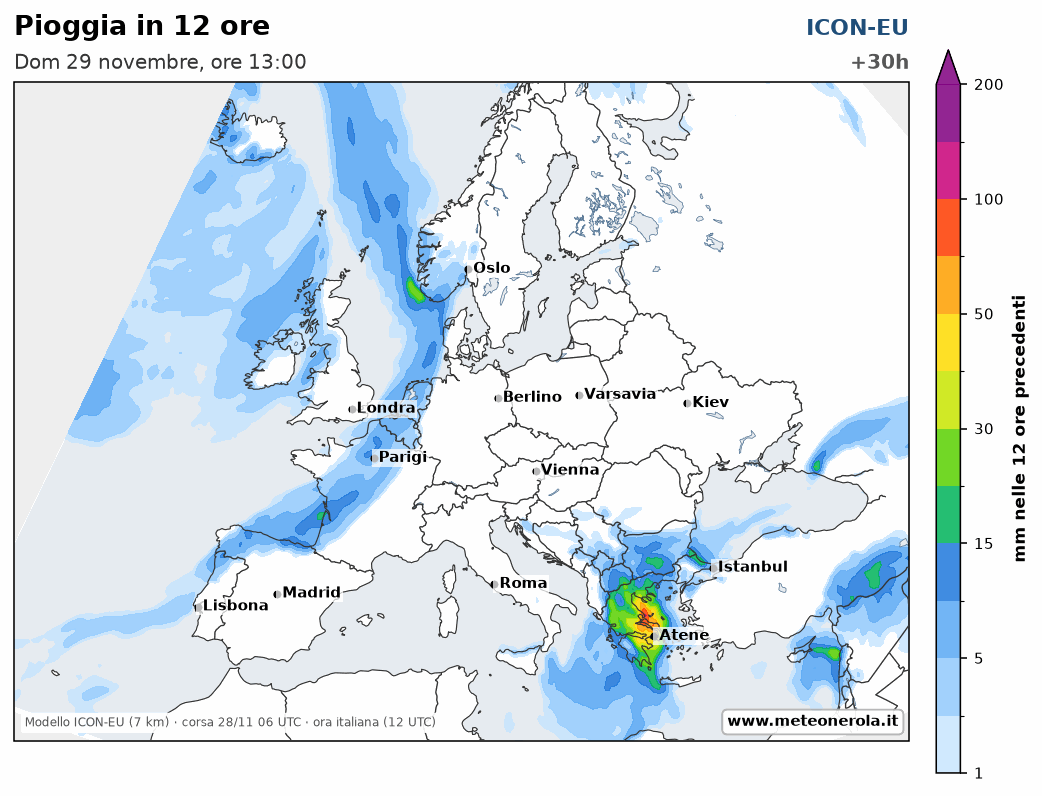 Pioggia in 12 ore
ICON-EU
Dom 29 novembre, ore 13:00
+30h
200
100
50
30
15
5
1
mm nelle 12 ore precedenti
Oslo
Berlino
Varsavia
Kiev
Londra
Parigi
Vienna
Istanbul
Roma
Madrid
Lisbona
Atene
Modello ICON-EU (7 km) · corsa 28/11 06 UTC · ora italiana (12 UTC)
www.meteonerola.it